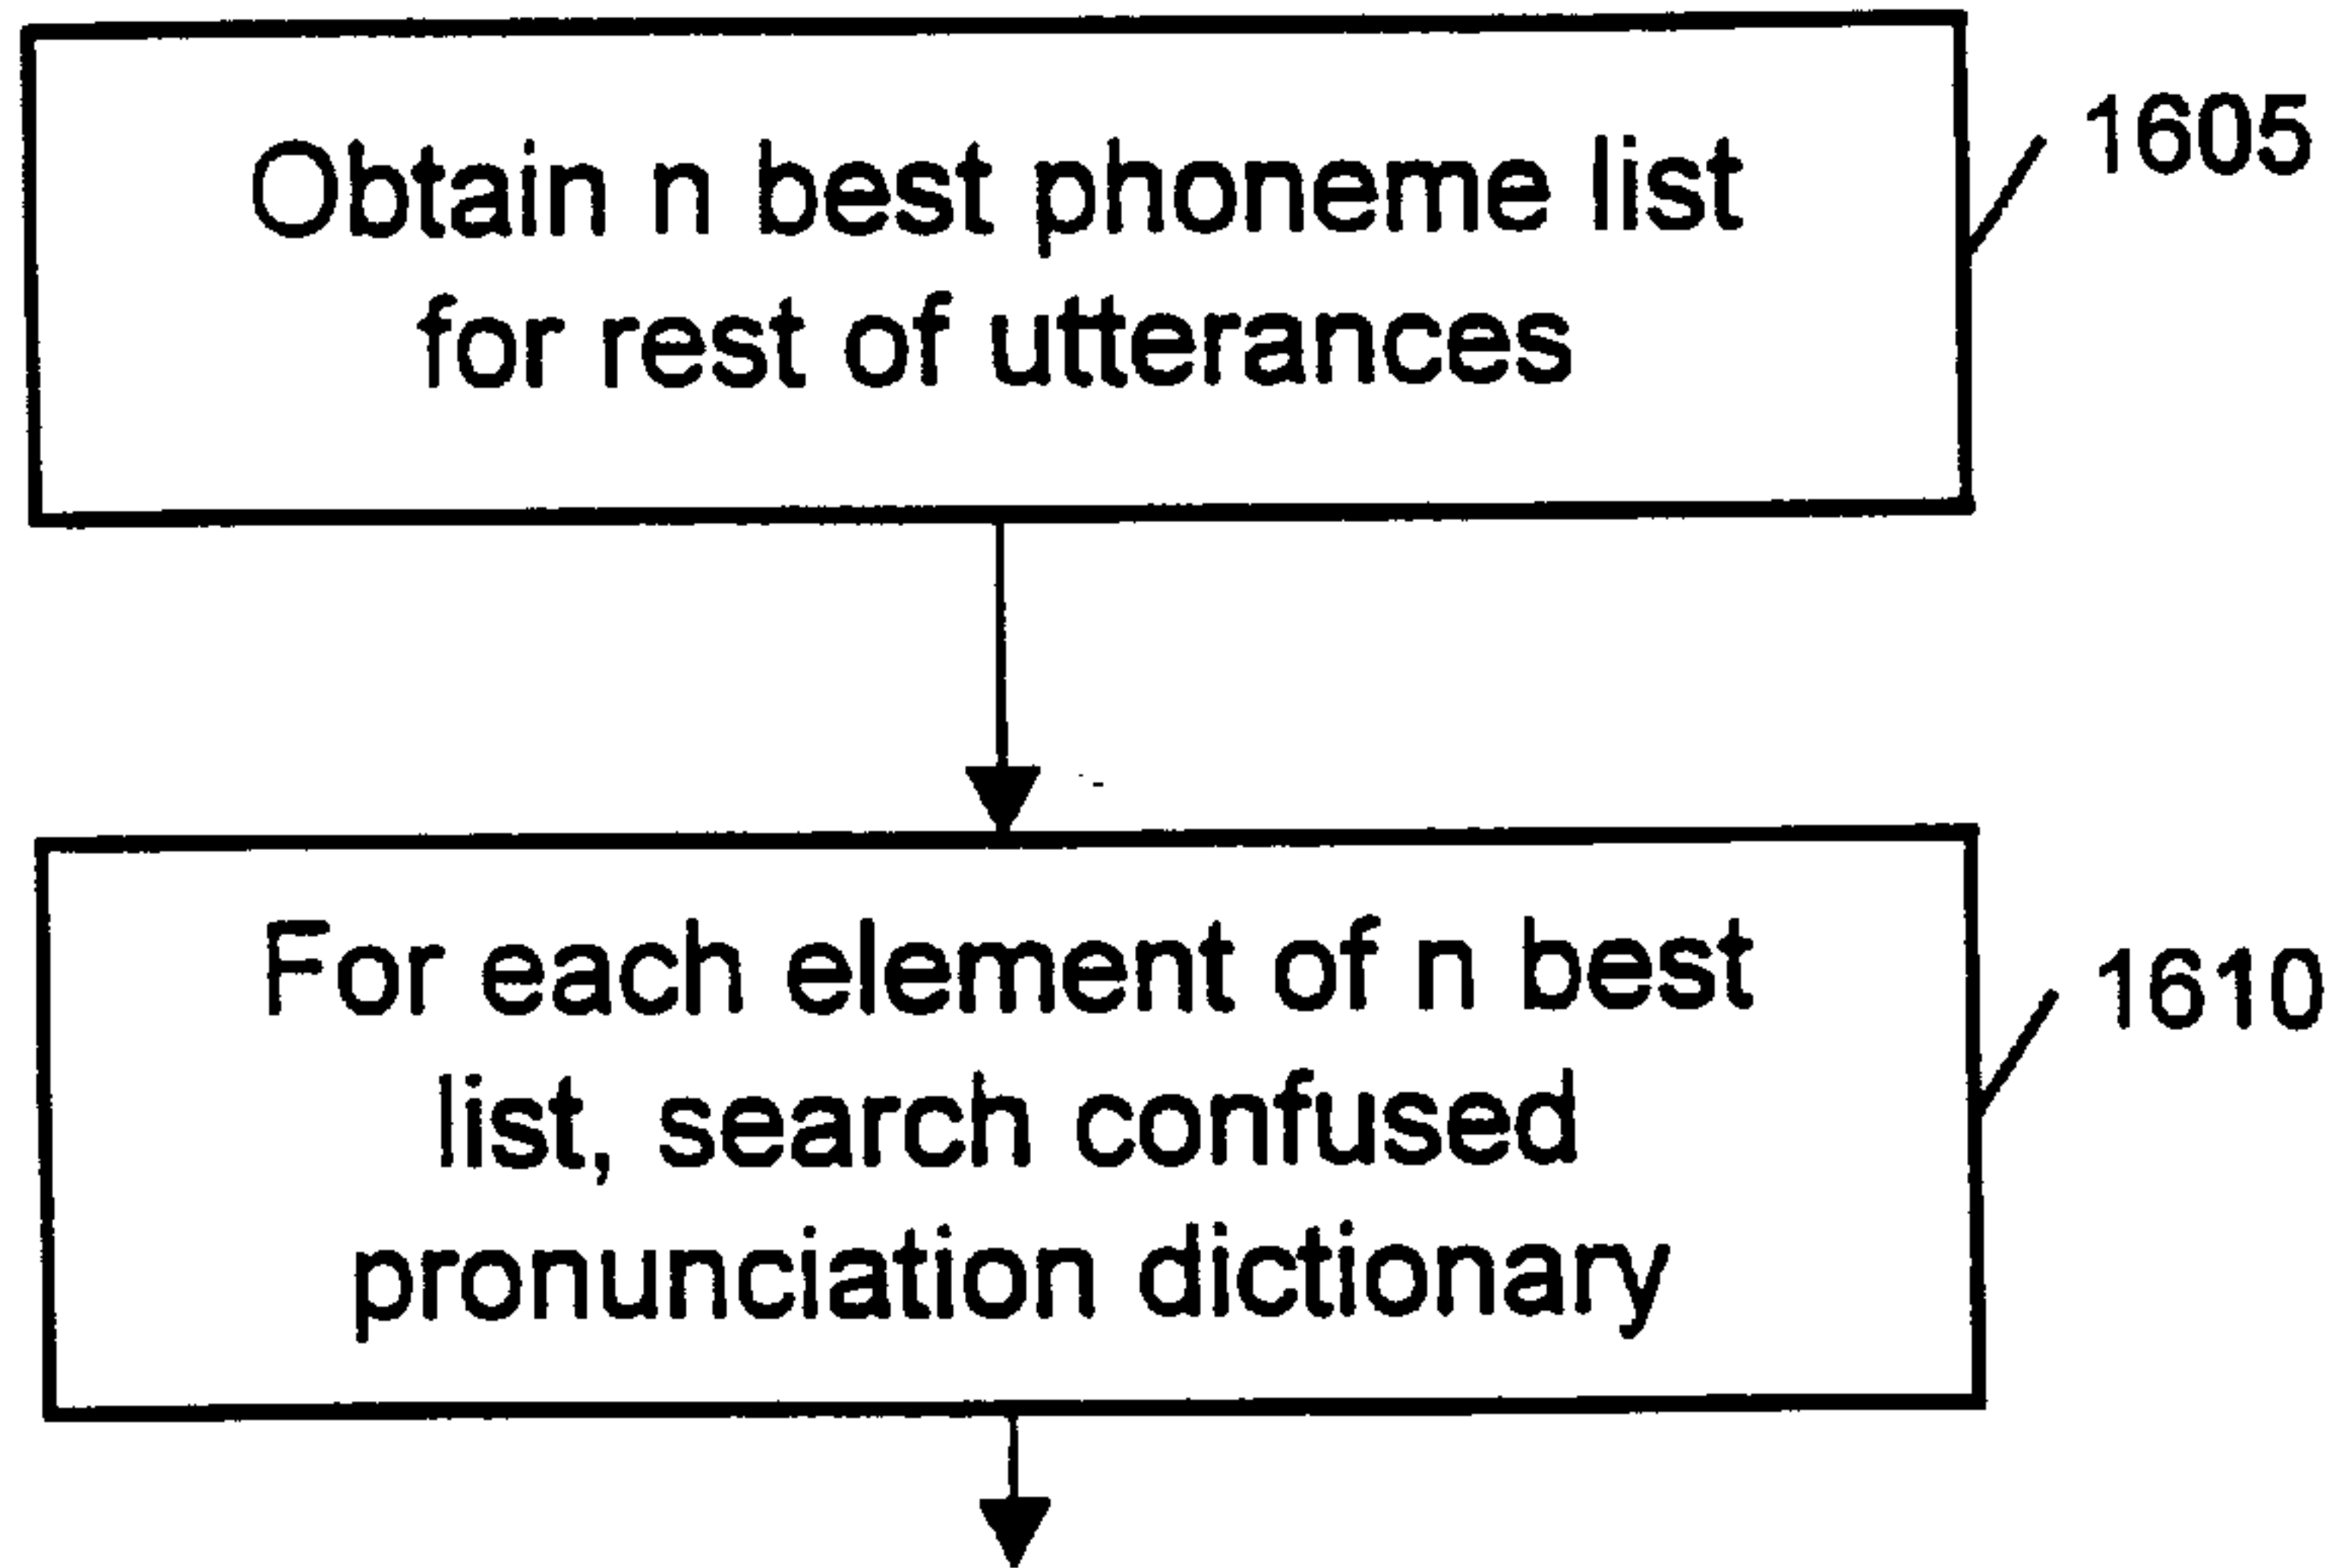 Obtain n best phoneme list
for rest of utterances
1605
For each element of n best
list, search confused
pronunciation dictionary
1610